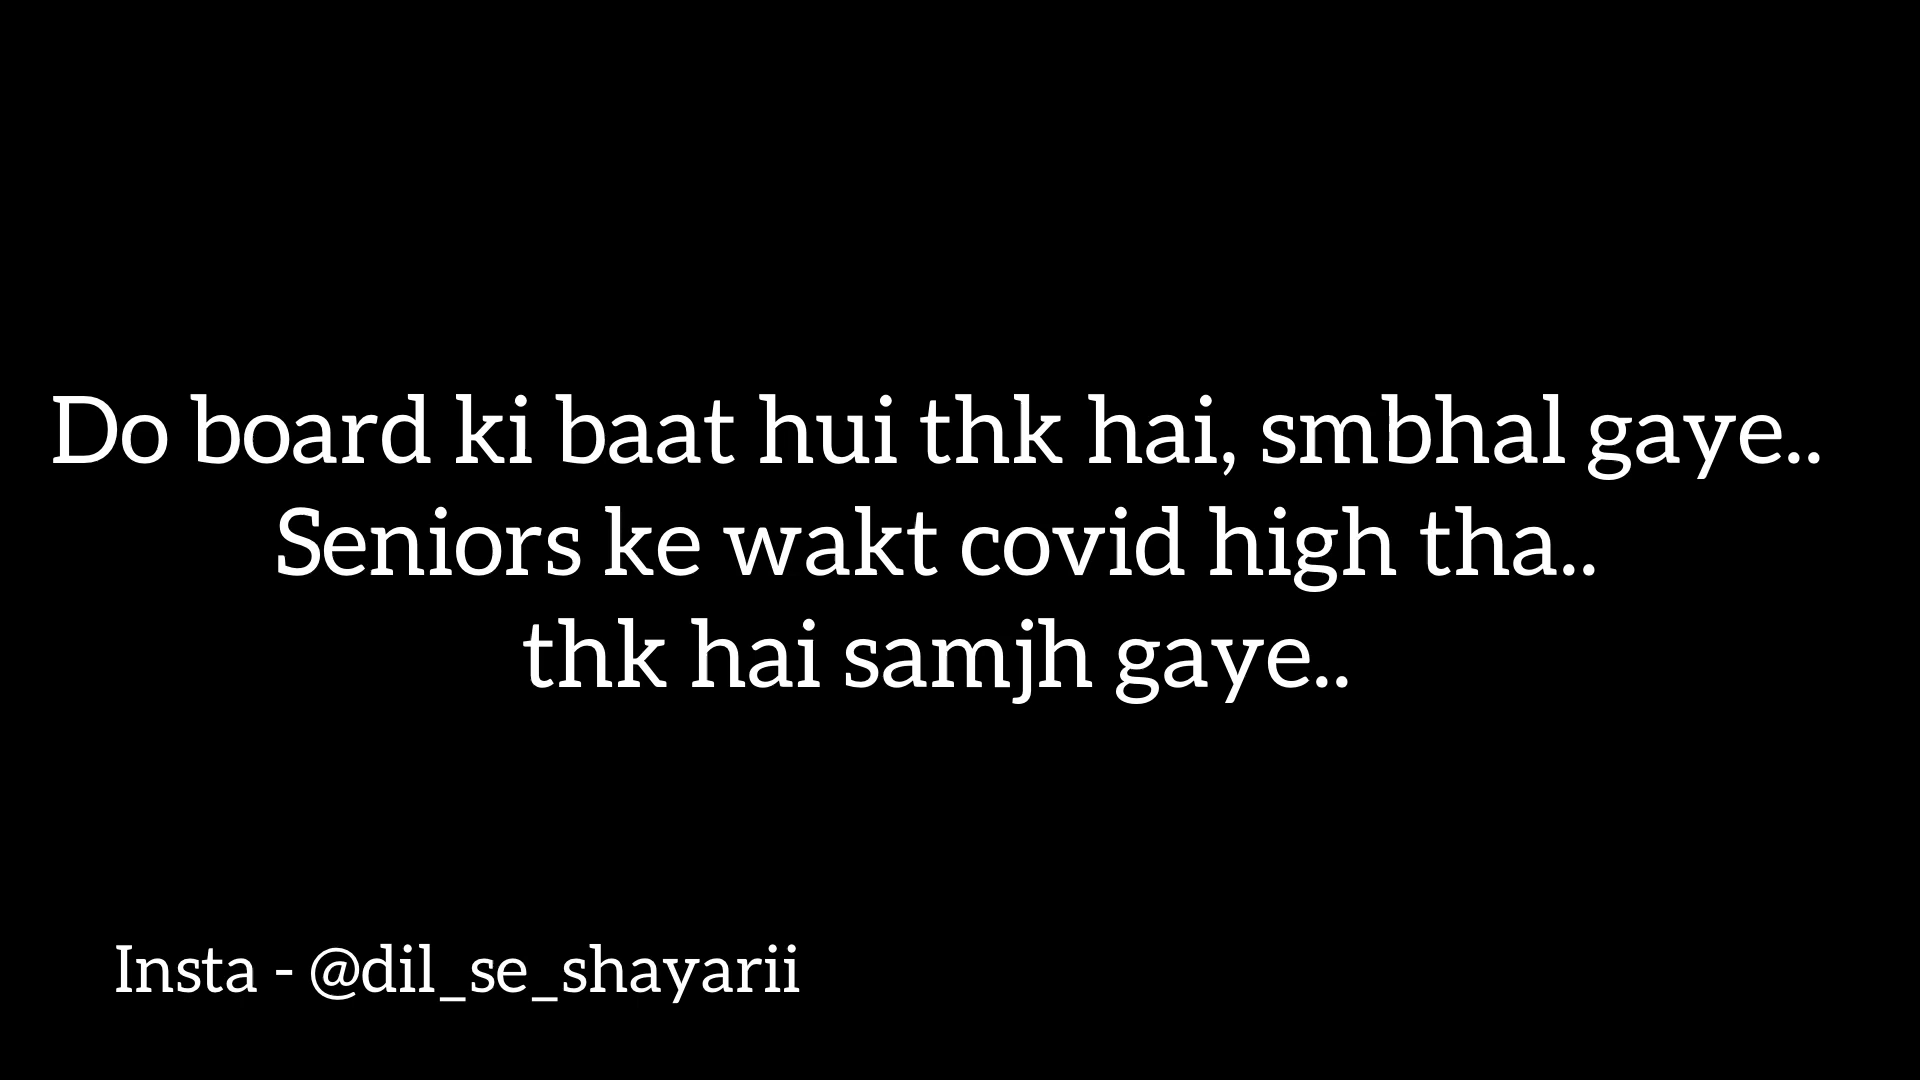 Do board ki baat hui thk hai, smbhal gaye..
Seniors ke wakt covid high tha..
thk hai samjh gaye..
Insta - @dil_se_shayarii